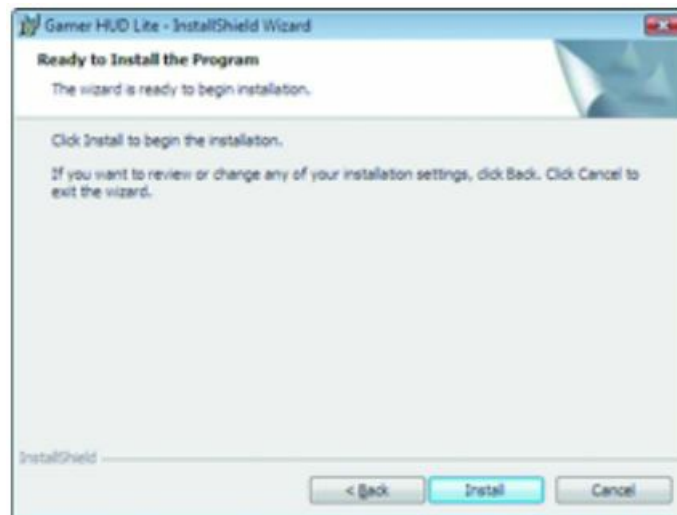 Gamer HUD Lite - InstallShield Wizard
Ready to Install the Program
The wizard is ready to begin installation.
Click Install to begin the installation.
If you want to review or change any of your installation settings, click Back. Click Cancel to
exit the wizard.
InstallShield
< Back
Install
Cancel